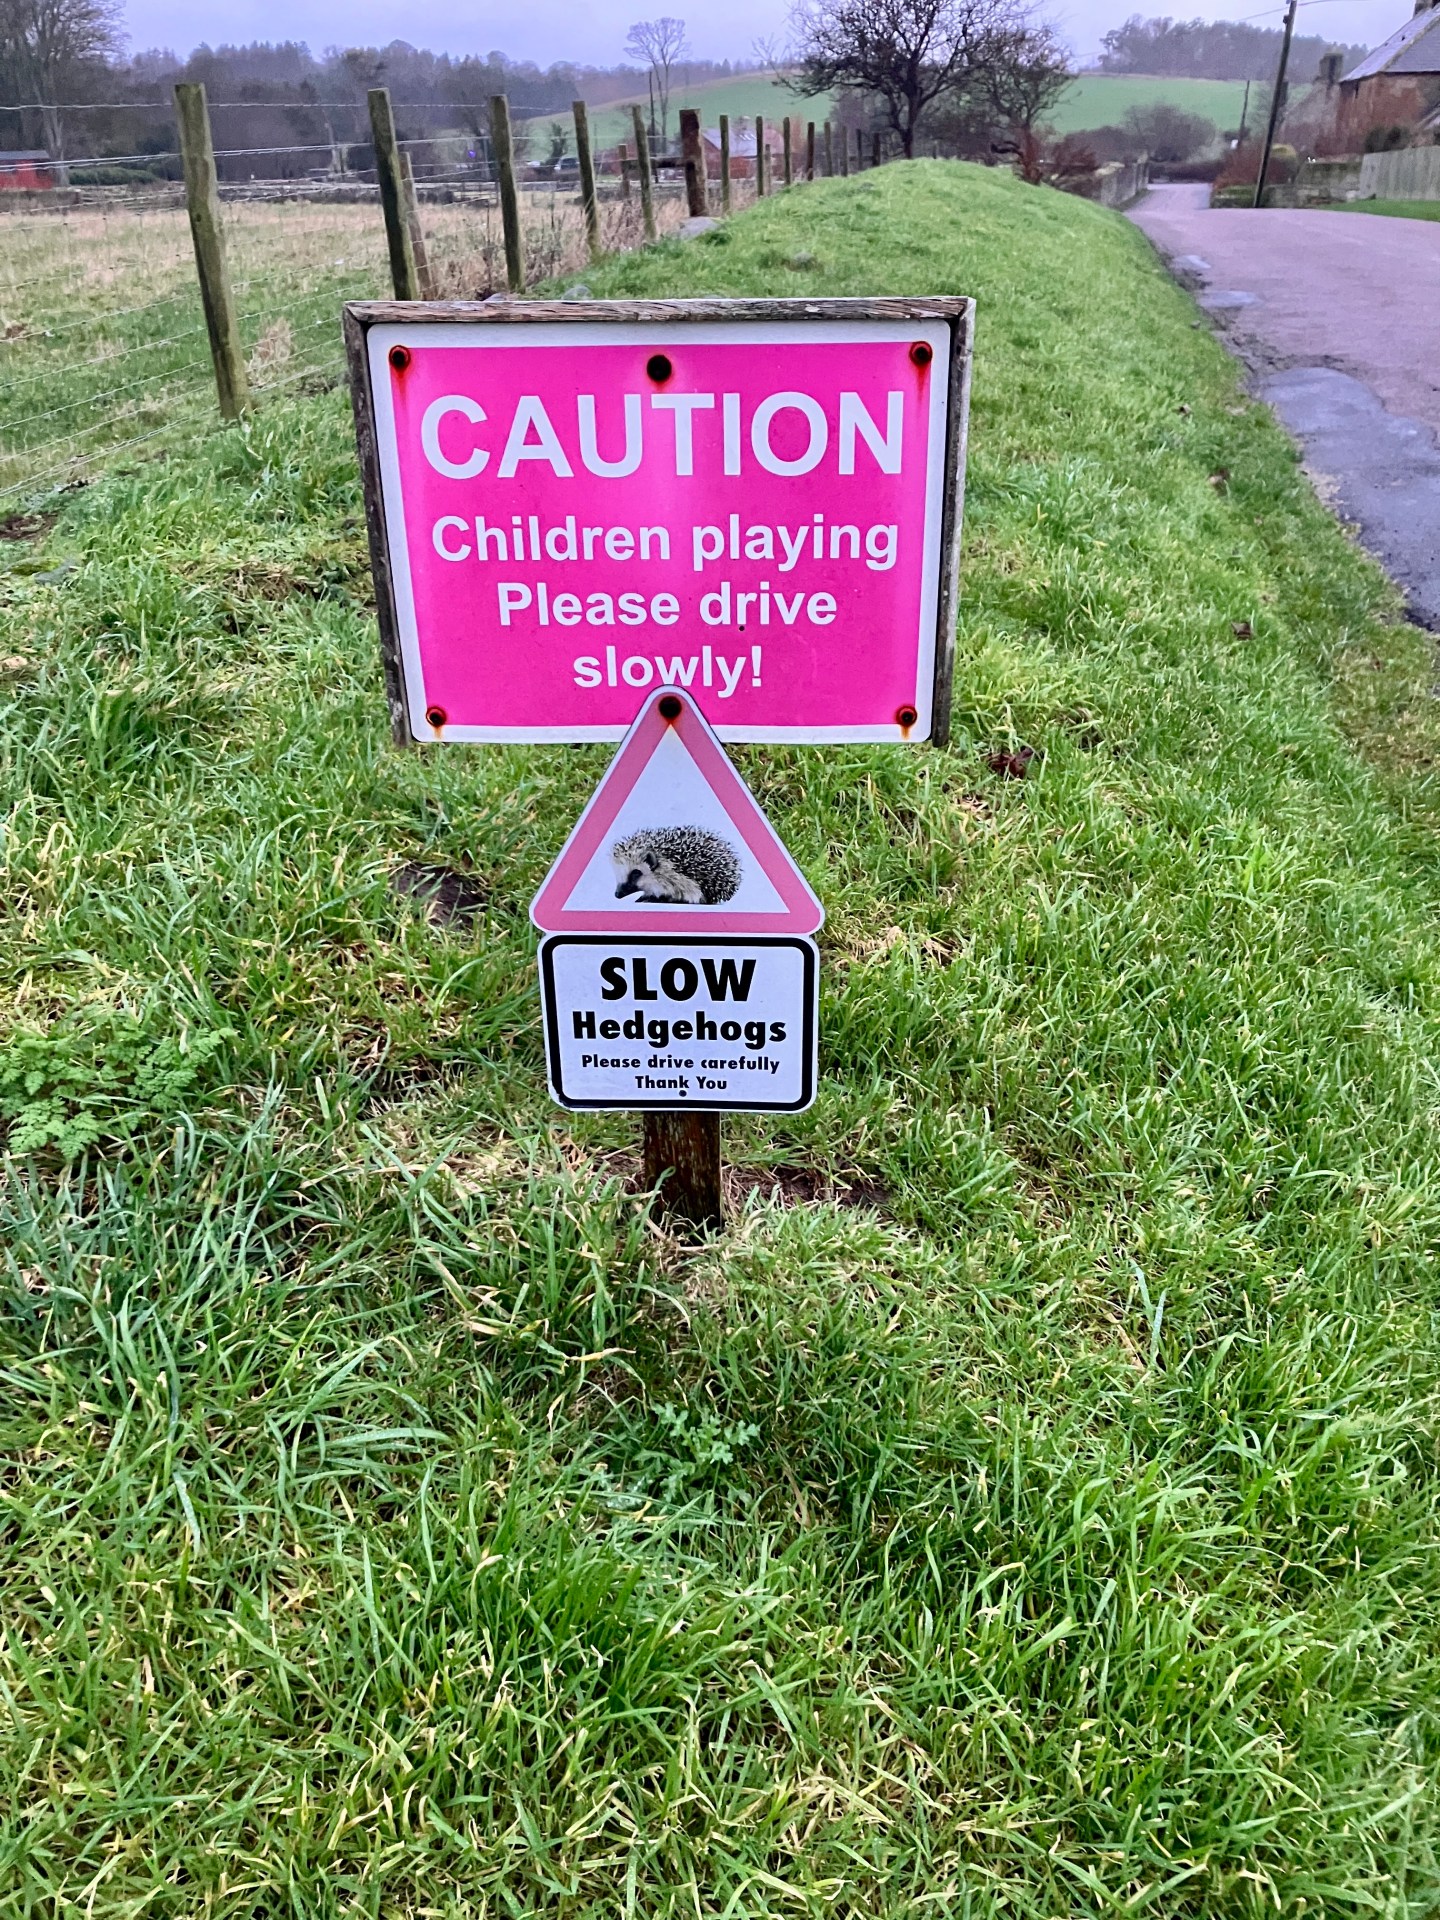 CAUTION
Children playing
Please drive
slowly!
SLOW
Hedgehogs
Please drive carefully
Thank You